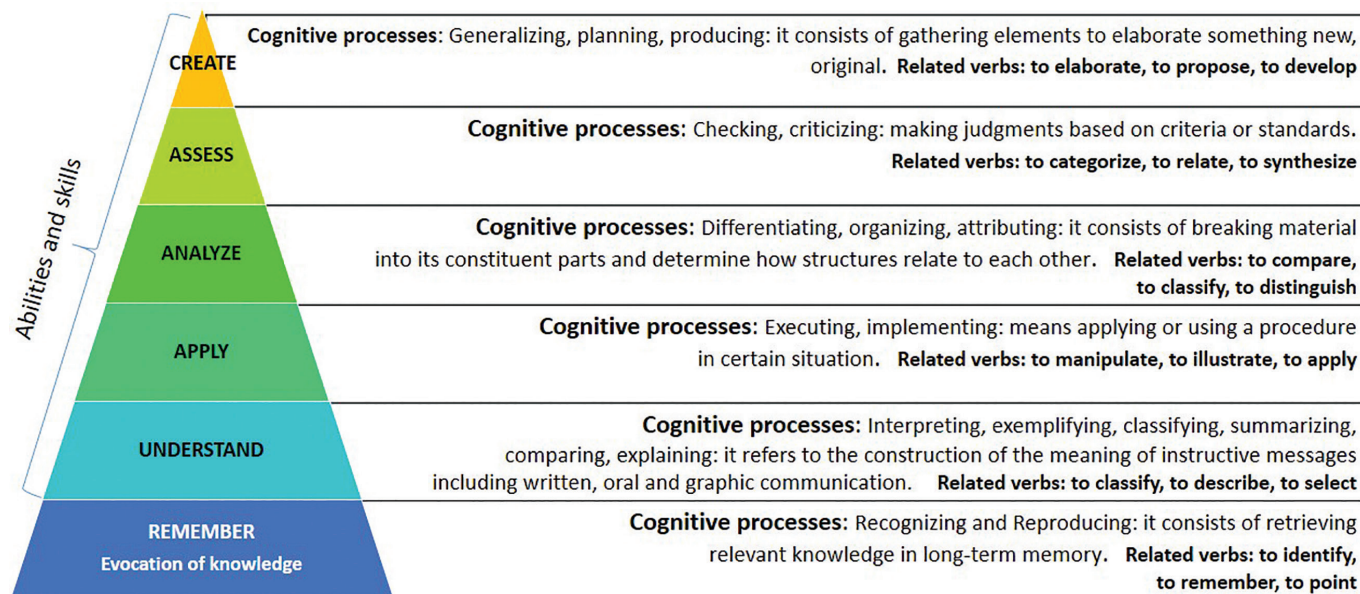 Abilities and skills
CREATE
Cognitive processes: Generalizing, planning, producing: it consists of gathering elements to elaborate something new,
original. Related verbs: to elaborate, to propose, to develop
ASSESS
Cognitive processes: Checking, criticizing: making judgments based on criteria or standards.
Related verbs: to categorize, to relate, to synthesize
ANALYZE
Cognitive processes: Differentiating, organizing, attributing: it consists of breaking material
into its constituent parts and determine how structures relate to each other. Related verbs: to compare,
to classify, to distinguish
APPLY
Cognitive processes: Executing, implementing: means applying or using a procedure
in certain situation. Related verbs: to manipulate, to illustrate, to apply
UNDERSTAND
Cognitive processes: Interpreting, exemplifying, classifying, summarizing,
comparing, explaining: it refers to the construction of the meaning of instructive messages
including written, oral and graphic communication. Related verbs: to classify, to describe, to select
REMEMBER
Evocation of knowledge
Cognitive processes: Recognizing and Reproducing: it consists of retrieving
relevant knowledge in long-term memory. Related verbs: to identify,
to remember, to point